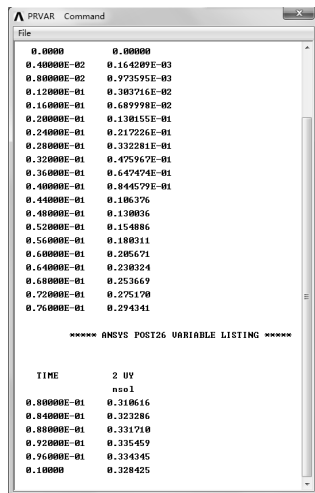 PRVAR Command
File
0.0000 0.00000
0.40000E-02 0.164209E-03
0.80000E-02 0.973595E-03
0.12000E-01 0.303716E-02
0.16000E-01 0.689998E-02
0.20000E-01 0.130155E-01
0.24000E-01 0.217226E-01
0.28000E-01 0.332281E-01
0.32000E-01 0.475967E-01
0.36000E-01 0.647474E-01
0.40000E-01 0.844579E-01
0.44000E-01 0.106376
0.48000E-01 0.130036
0.52000E-01 0.154886
0.56000E-01 0.180311
0.60000E-01 0.205671
0.64000E-01 0.230324
0.68000E-01 0.253669
0.72000E-01 0.275170
0.76000E-01 0.294341
***** ANSYS POST26 VARIABLE LISTING *****
TIME 2 UY
nsol
0.80000E-01 0.310616
0.84000E-01 0.323286
0.88000E-01 0.331710
0.92000E-01 0.335459
0.96000E-01 0.334345
0.10000 0.328425